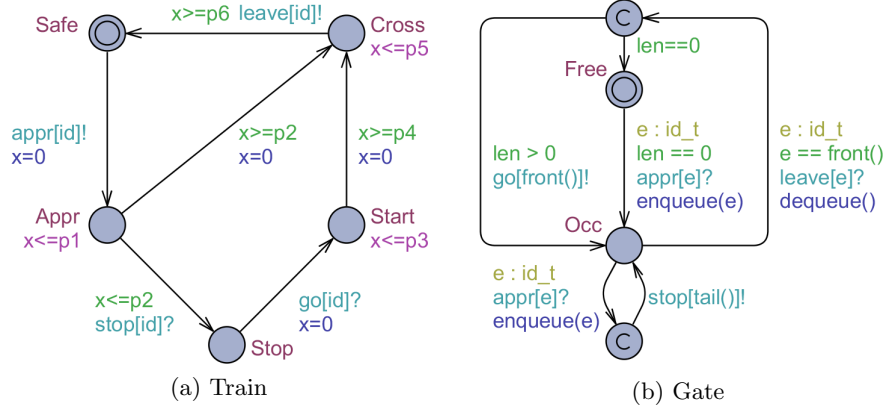 Safe
x>=p6 leave[id]!
Cross
x<=p5
appr[id]!
x=0
x>=p2
x=0
x>=p4
x=0
Appr
x<=p1
Start
x<=p3
x<=p2
stop[id]?
go[id]?
x=0
Stop
(a) Train
C
len==0
Free
len > 0
go[front()]!
e : id_t
len == 0
appr[e]?
enqueue(e)
e : id_t
e == front()
leave[e]?
dequeue()
Occ
e : id_t
appr[e]?
enqueue(e)
stop[tail()]!
C
(b) Gate